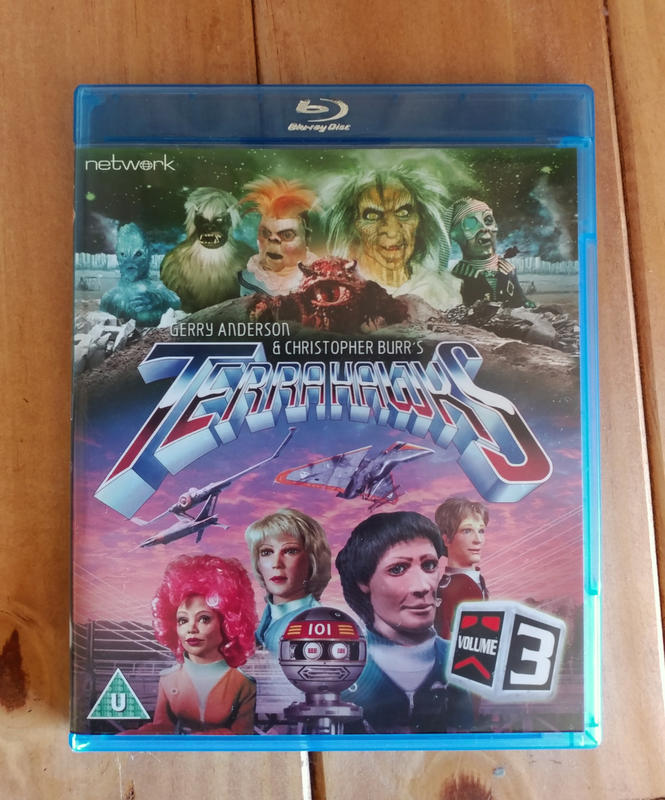 Blu-ray Disc
network
GERRY ANDERSON
& CHRISTOPHER BURR'S
TERRAHAWKS
101
VOLUME
3
U